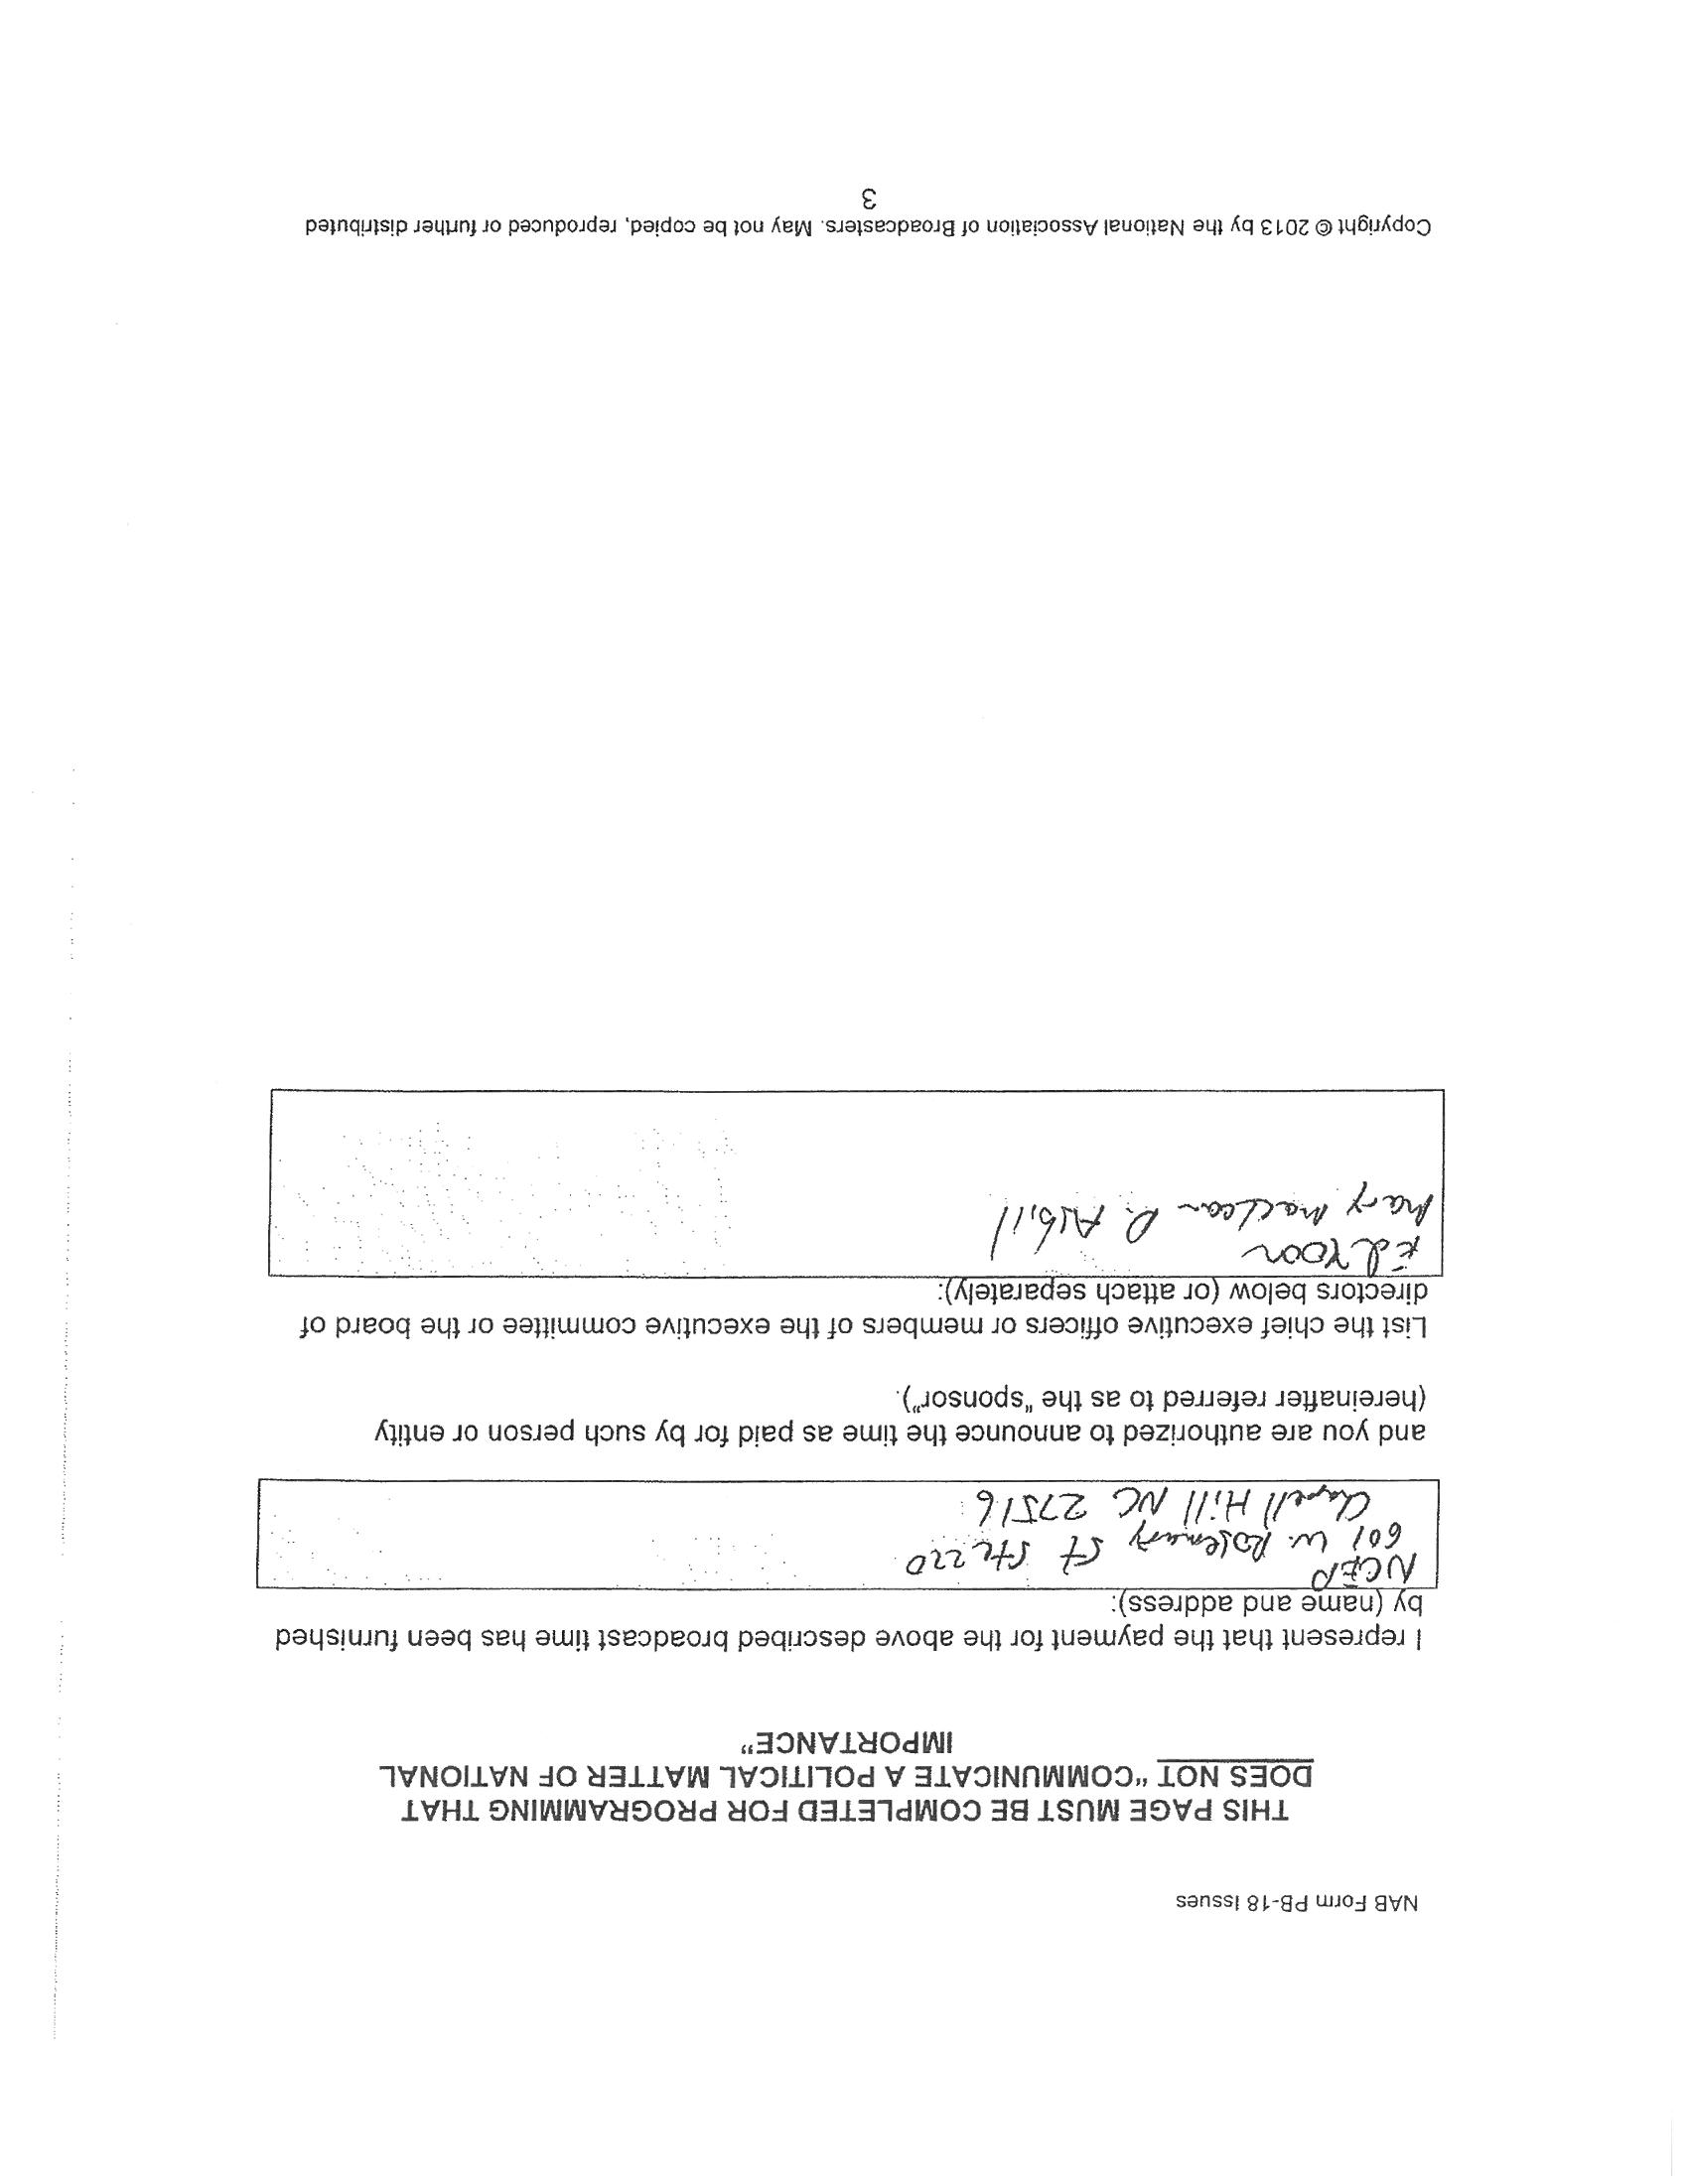 NAB Form PB-18 Issues
THIS PAGE MUST BE COMPLETED FOR PROGRAMMING THAT
DOES NOT "COMMUNICATE A POLITICAL MATTER OF NATIONAL
IMPORTANCE"
I represent that the payment for the above described broadcast time has been furnished
by (name and address):
NCEP
601 W. Rosemary St Ste 220
Chapell Hill NC 27516
and you are authorized to announce the time as paid for by such person or entity
(hereinafter referred to as the "sponsor").
List the chief executive officers or members of the executive committee or the board of
directors below (or attach separately):
Ed Yoon
Mary MacLean D. Asbill
Copyright © 2013 by the National Association of Broadcasters. May not be copied, reproduced or further distributed
3